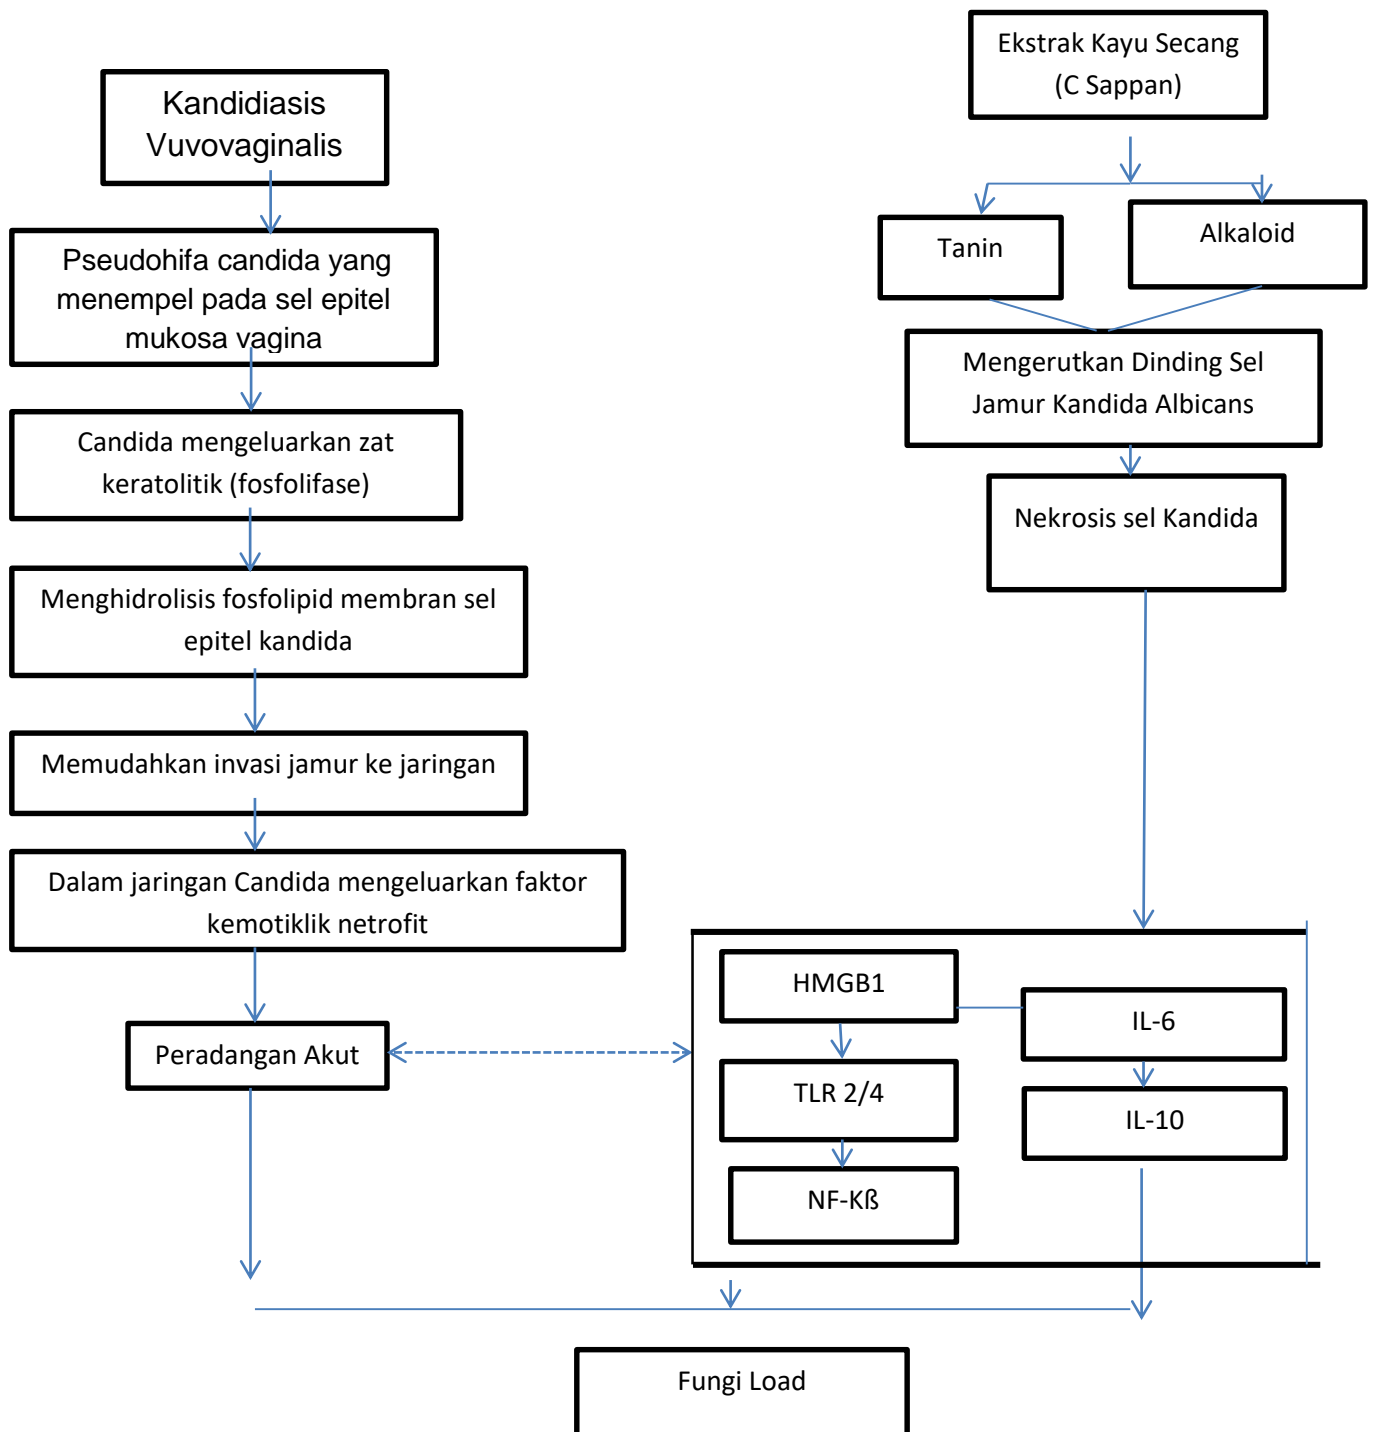 Kandidiasis
Vuvovaginalis
Pseudohifa candida yang
menempel pada sel epitel
mukosa vagina
Candida mengeluarkan zat
keratolitik (fosfolifase)
Menghidrolisis fosfolipid membran sel
epitel kandida
Memudahkan invasi jamur ke jaringan
Dalam jaringan Candida mengeluarkan faktor
kemotiklik netrofit
Peradangan Akut
Ekstrak Kayu Secang
(C Sappan)
Tanin
Alkaloid
Mengerutkan Dinding Sel
Jamur Kandida Albicans
Nekrosis sel Kandida
HMGB1
TLR 2/4
NF-Kß
IL-6
IL-10
Fungi Load